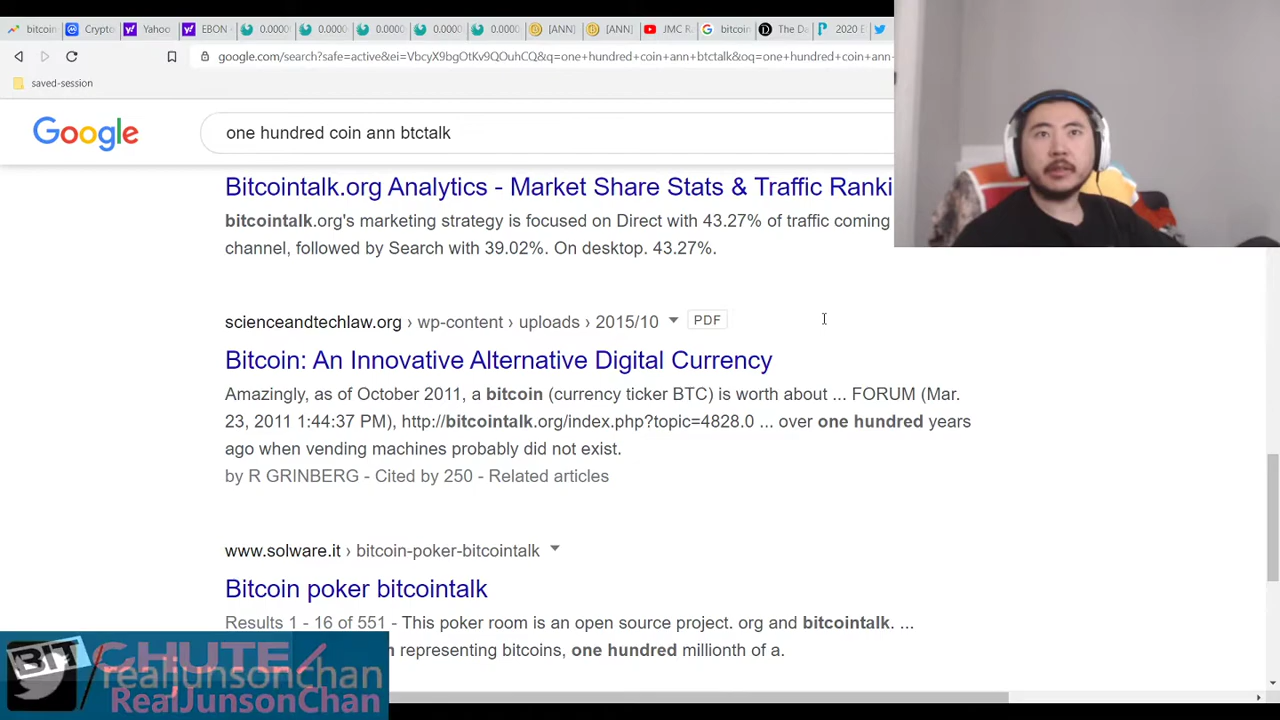 bitcoin
Crypto
Yahoo
EBON
0.0000
0.0000
0.0000
0.0000
0.0000
[ANN]
[ANN]
JMC R
bitcoin
The Da
2020 E
google.com/search?safe=active&ei=VbcyX9bgOtKv9QOuhCQ&q=one+hundred+coin+ann+btctalk&oq=one+hundred+coin+ann-
saved-session
Google
one hundred coin ann btctalk
Bitcointalk.org Analytics - Market Share Stats & Traffic Ranki
bitcointalk.org's marketing strategy is focused on Direct with 43.27% of traffic coming
channel, followed by Search with 39.02%. On desktop. 43.27%.
scienceandtechlaw.org › wp-content › uploads › 2015/10 PDF
Bitcoin: An Innovative Alternative Digital Currency
Amazingly, as of October 2011, a bitcoin (currency ticker BTC) is worth about ... FORUM (Mar.
23, 2011 1:44:37 PM), http://bitcointalk.org/index.php?topic=4828.0 ... over one hundred years
ago when vending machines probably did not exist.
by R GRINBERG - Cited by 250 - Related articles
www.solware.it › bitcoin-poker-bitcointalk
Bitcoin poker bitcointalk
Results 1 - 16 of 551 - This poker room is an open source project. org and bitcointalk. ...
representing bitcoins, one hundred millionth of a.
BIT
CHUTE/
realjunsonchan
RealJunsonChan